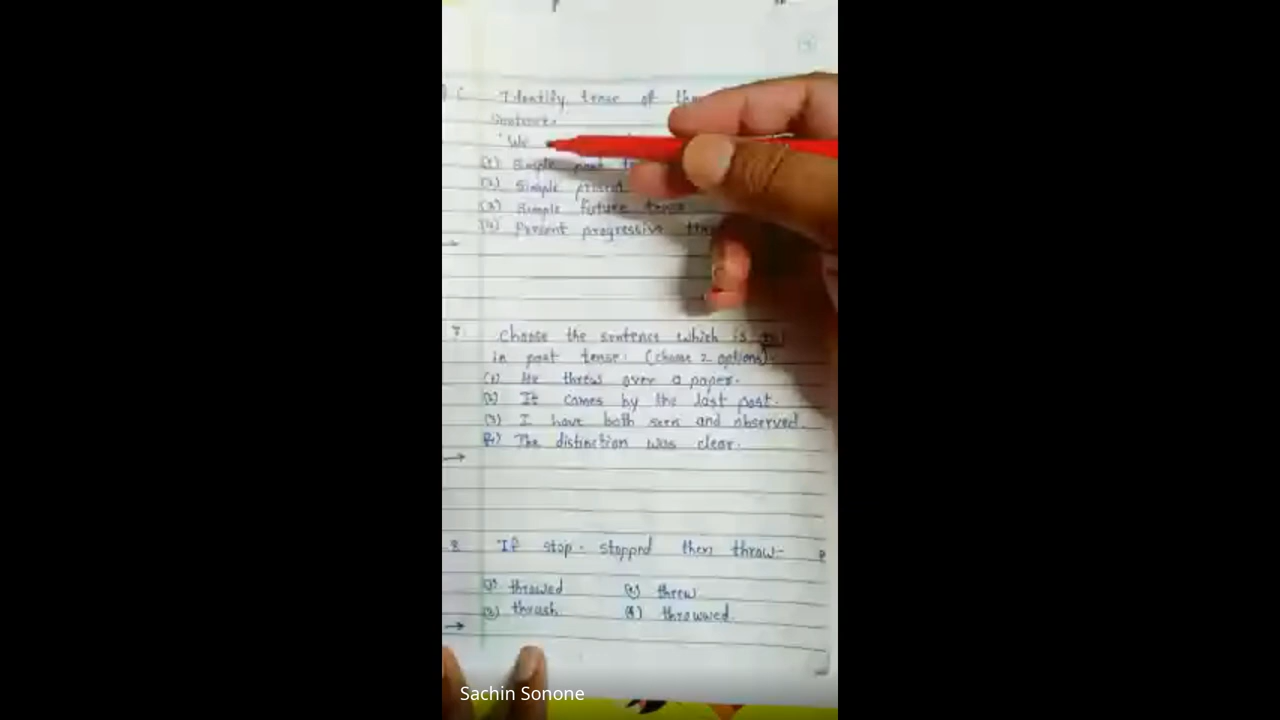 Identify tense of the
Sentence.
'We
(1) Simple past
(2) Simple present
(3) Simple future tense
(4) Present progressive
7. Choose the sentence which is not
in past tense. (choose 2 options).
(1) He threw over a paper.
(2) It comes by the last post.
(3) I have both seen and observed.
(4) The distinction was clear.
8. If stop - stopped then throw - ?
(1) throwed (2) threw
(3) thrush (4) throwwed.
Sachin Sonone